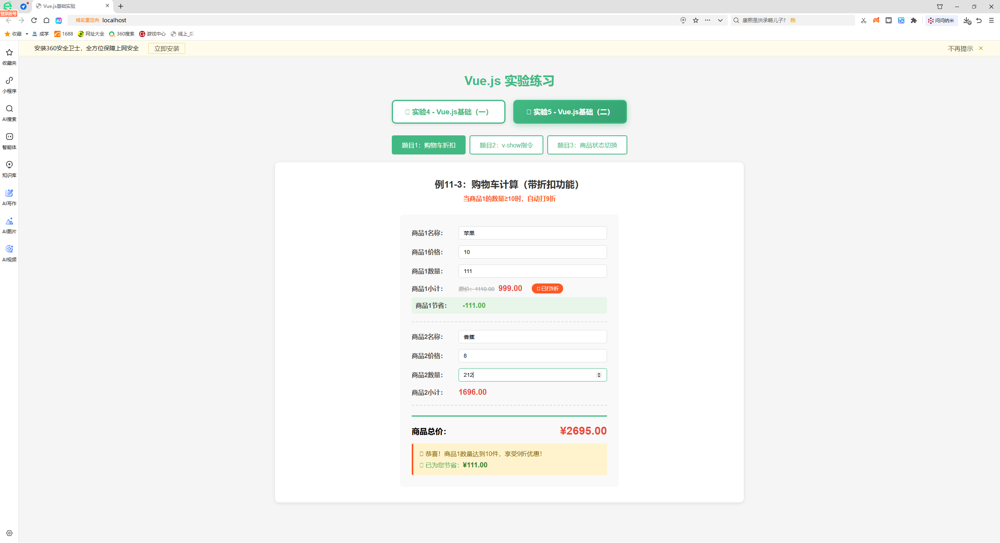 Vue.js基础实验
登录账号
域名重定向 localhost
康熙是洪承畴儿子? 热
问问纳米
收藏 成学 1688 网址大全 360搜索 游戏中心 线上_后
安装360安全卫士，全方位保障上网安全 立即安装 不再提示
收藏夹
小程序
AI搜索
智能体
知识库
AI写作
AI图片
AI视频
Vue.js 实验练习
实验4 - Vue.js基础（一）
实验5 - Vue.js基础（二）
题目1：购物车折扣
题目2：v-show指令
题目3：商品状态切换
例11-3：购物车计算（带折扣功能）
当商品1的数量≥10时，自动打9折
商品1名称： 苹果
商品1价格： 10
商品1数量： 111
商品1小计： 原价：1110.00 999.00 已打9折
商品1节省： -111.00
商品2名称： 香蕉
商品2价格： 8
商品2数量： 212
商品2小计： 1696.00
商品总价： ¥2695.00
恭喜！商品1数量达到10件，享受9折优惠！
已为您节省：¥111.00